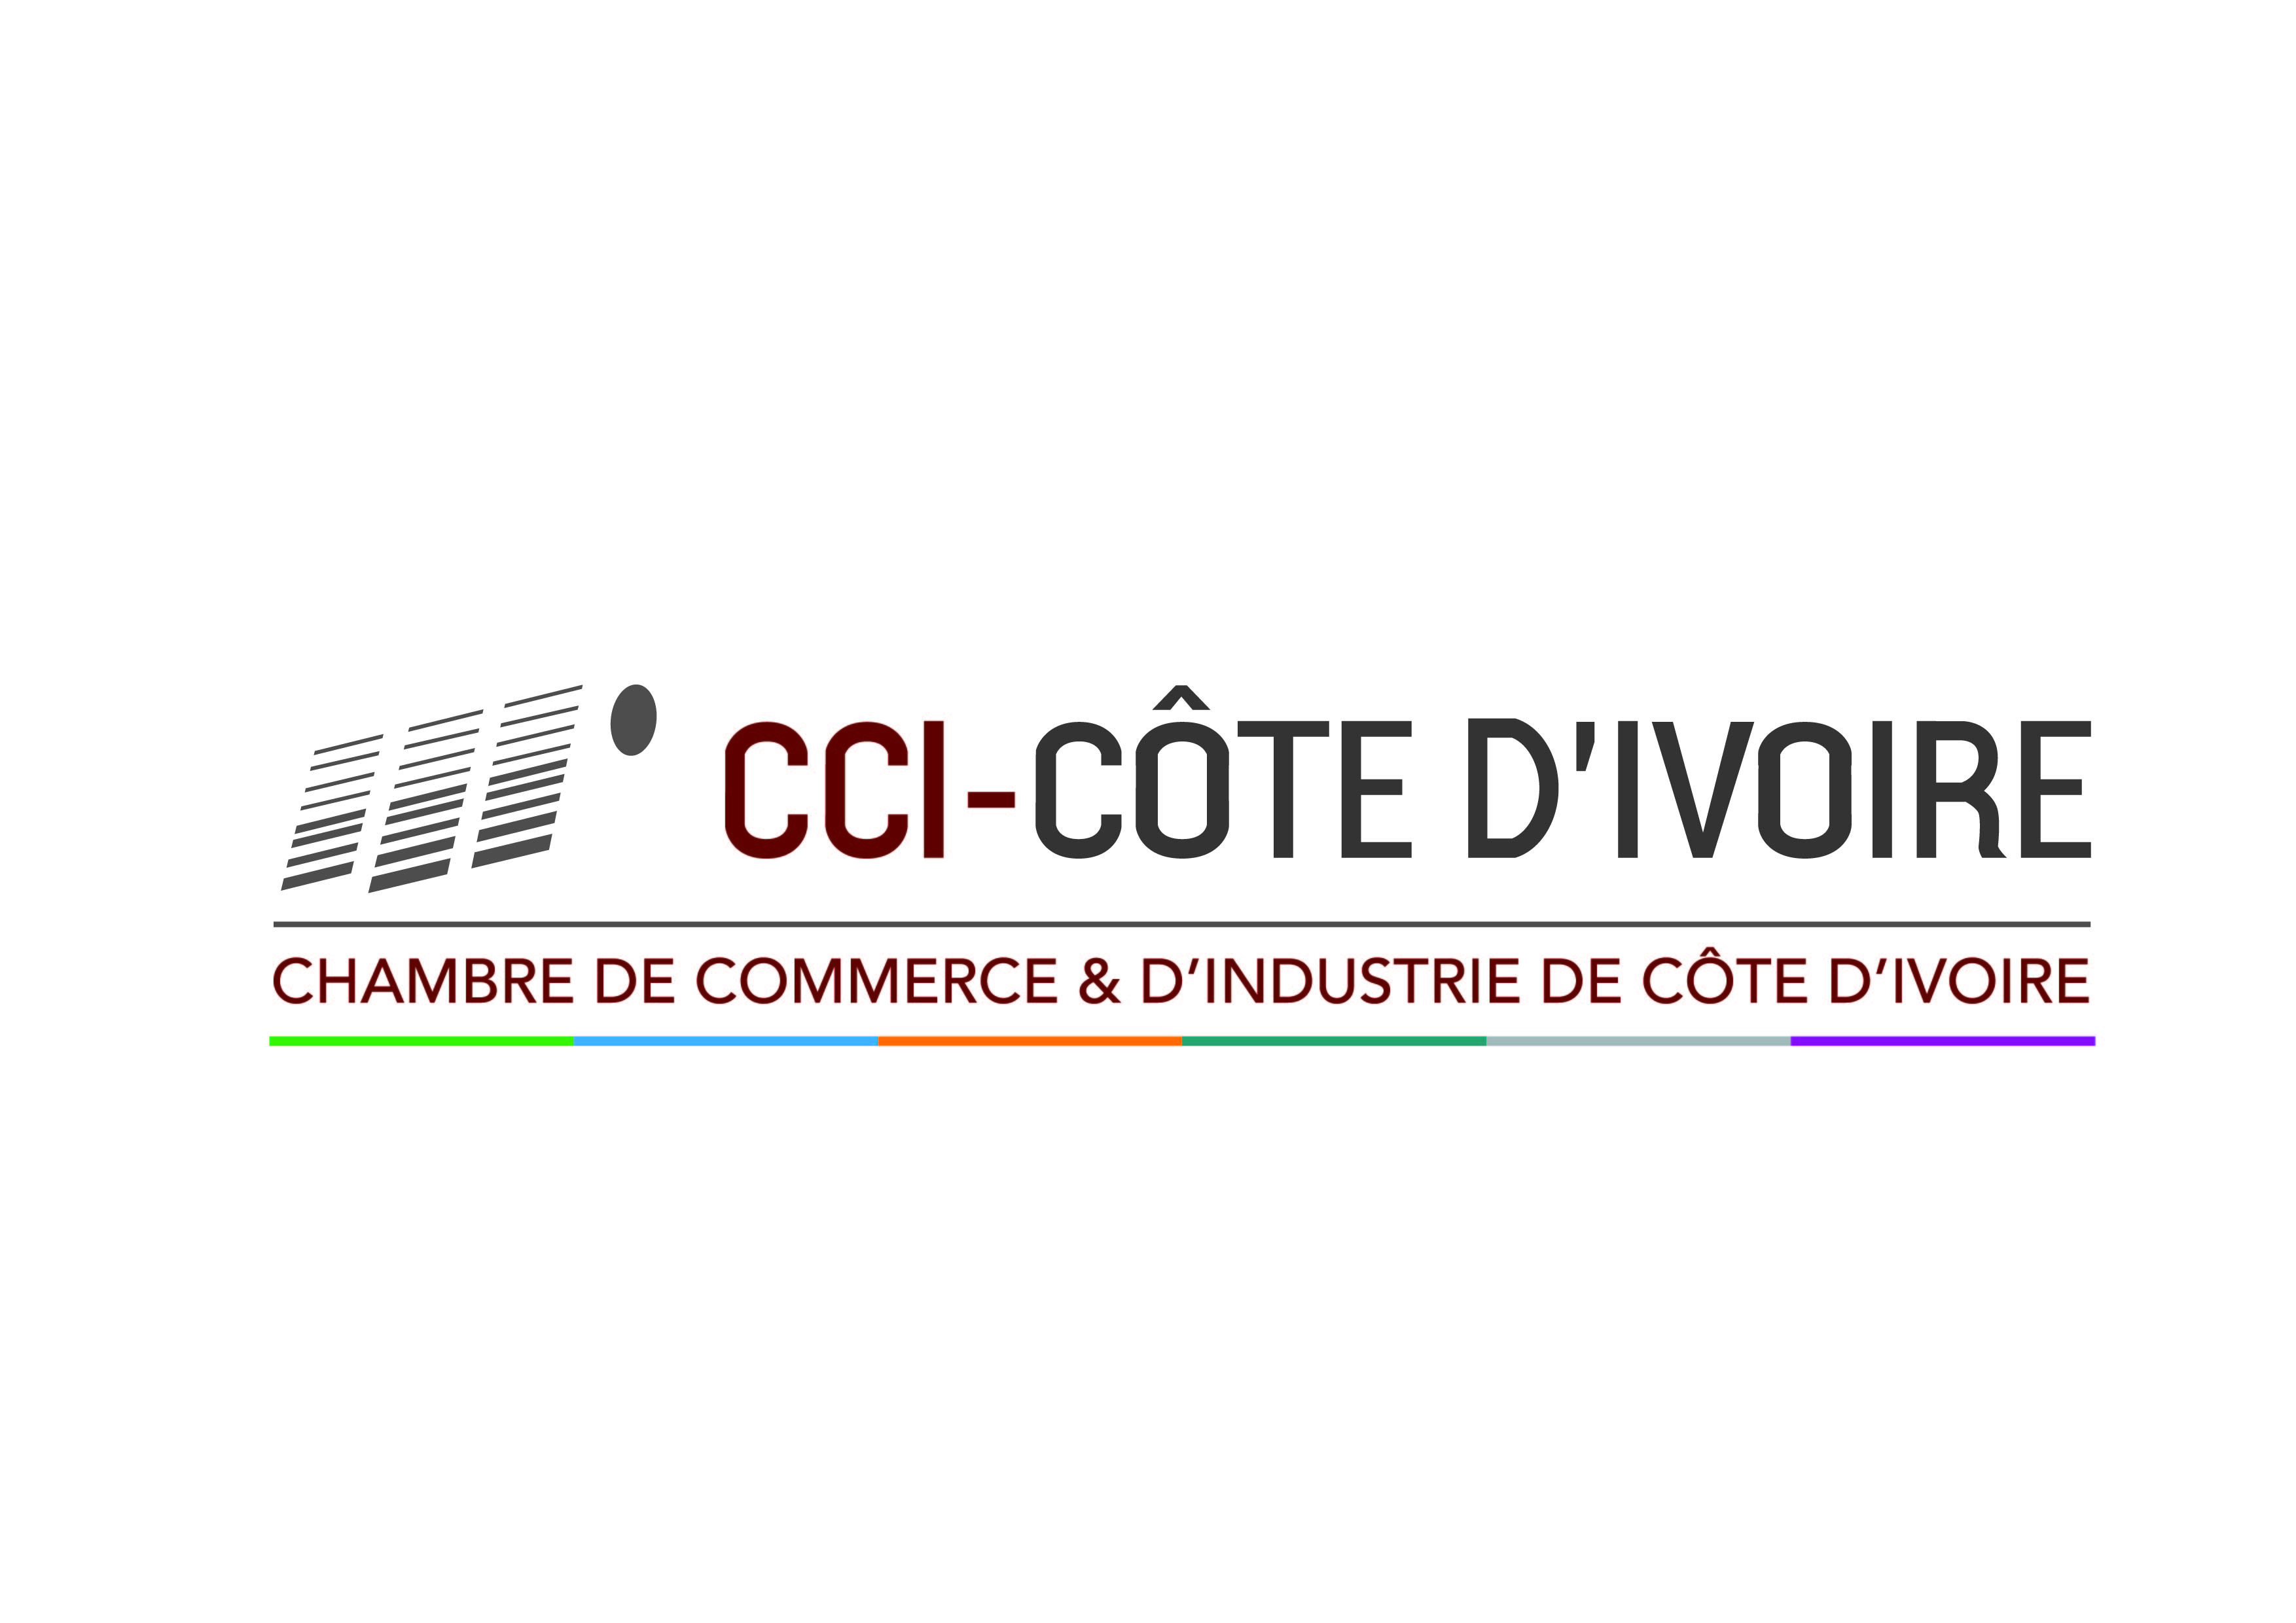 CCI-CÔTE D’IVOIRE
CHAMBRE DE COMMERCE & D’INDUSTRIE DE CÔTE D’IVOIRE